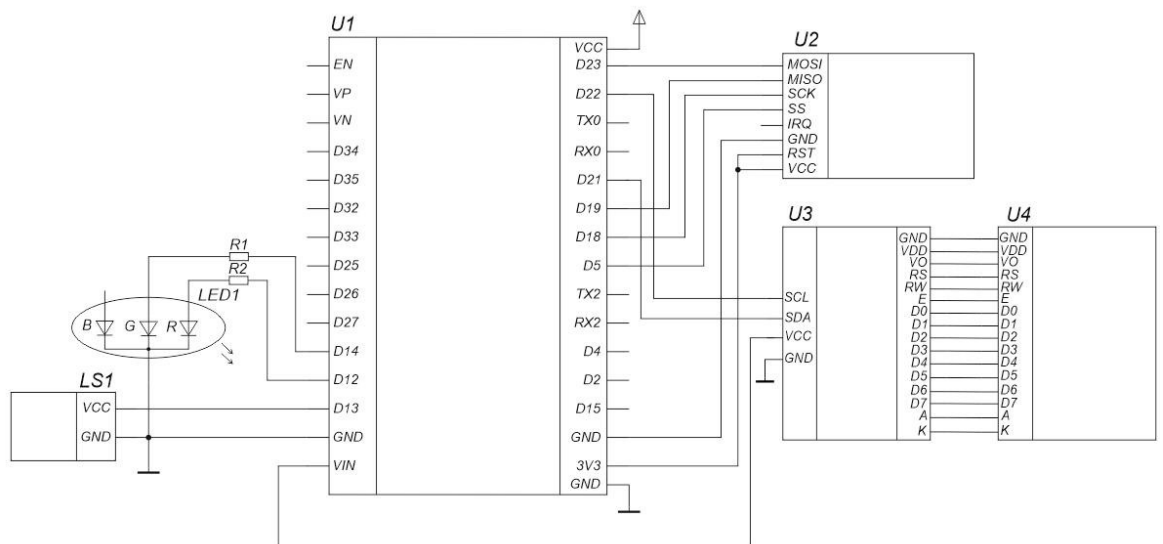 U1
EN
VP
VN
D34
D35
D32
D33
D25
D26
D27
D14
D12
D13
GND
VIN
VCC
D23
D22
TX0
RX0
D21
D19
D18
D5
TX2
RX2
D4
D2
D15
GND
3V3
GND
R1
R2
LED1
B G R
LS1
VCC
GND
U2
MOSI
MISO
SCK
SS
IRQ
GND
RST
VCC
U3
SCL
SDA
VCC
GND
GND
VDD
VO
RS
RW
E
D0
D1
D2
D3
D4
D5
D6
D7
A
K
U4
GND
VDD
VO
RS
RW
E
D0
D1
D2
D3
D4
D5
D6
D7
A
K